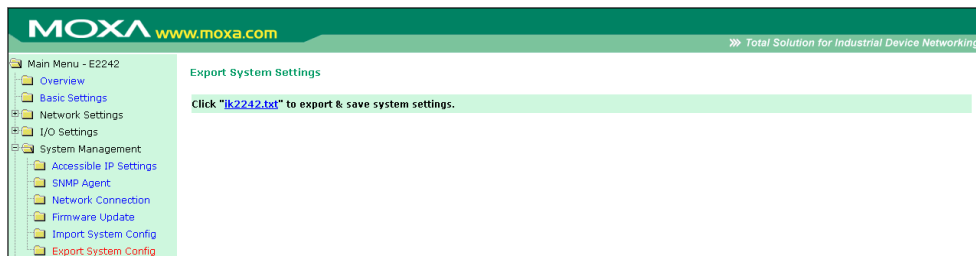 MOXA www.moxa.com
Total Solution for Industrial Device Networking
Main Menu - E2242
Overview
Basic Settings
Network Settings
I/O Settings
System Management
Accessible IP Settings
SNMP Agent
Network Connection
Firmware Update
Import System Config
Export System Config
Export System Settings
Click "ik2242.txt" to export & save system settings.